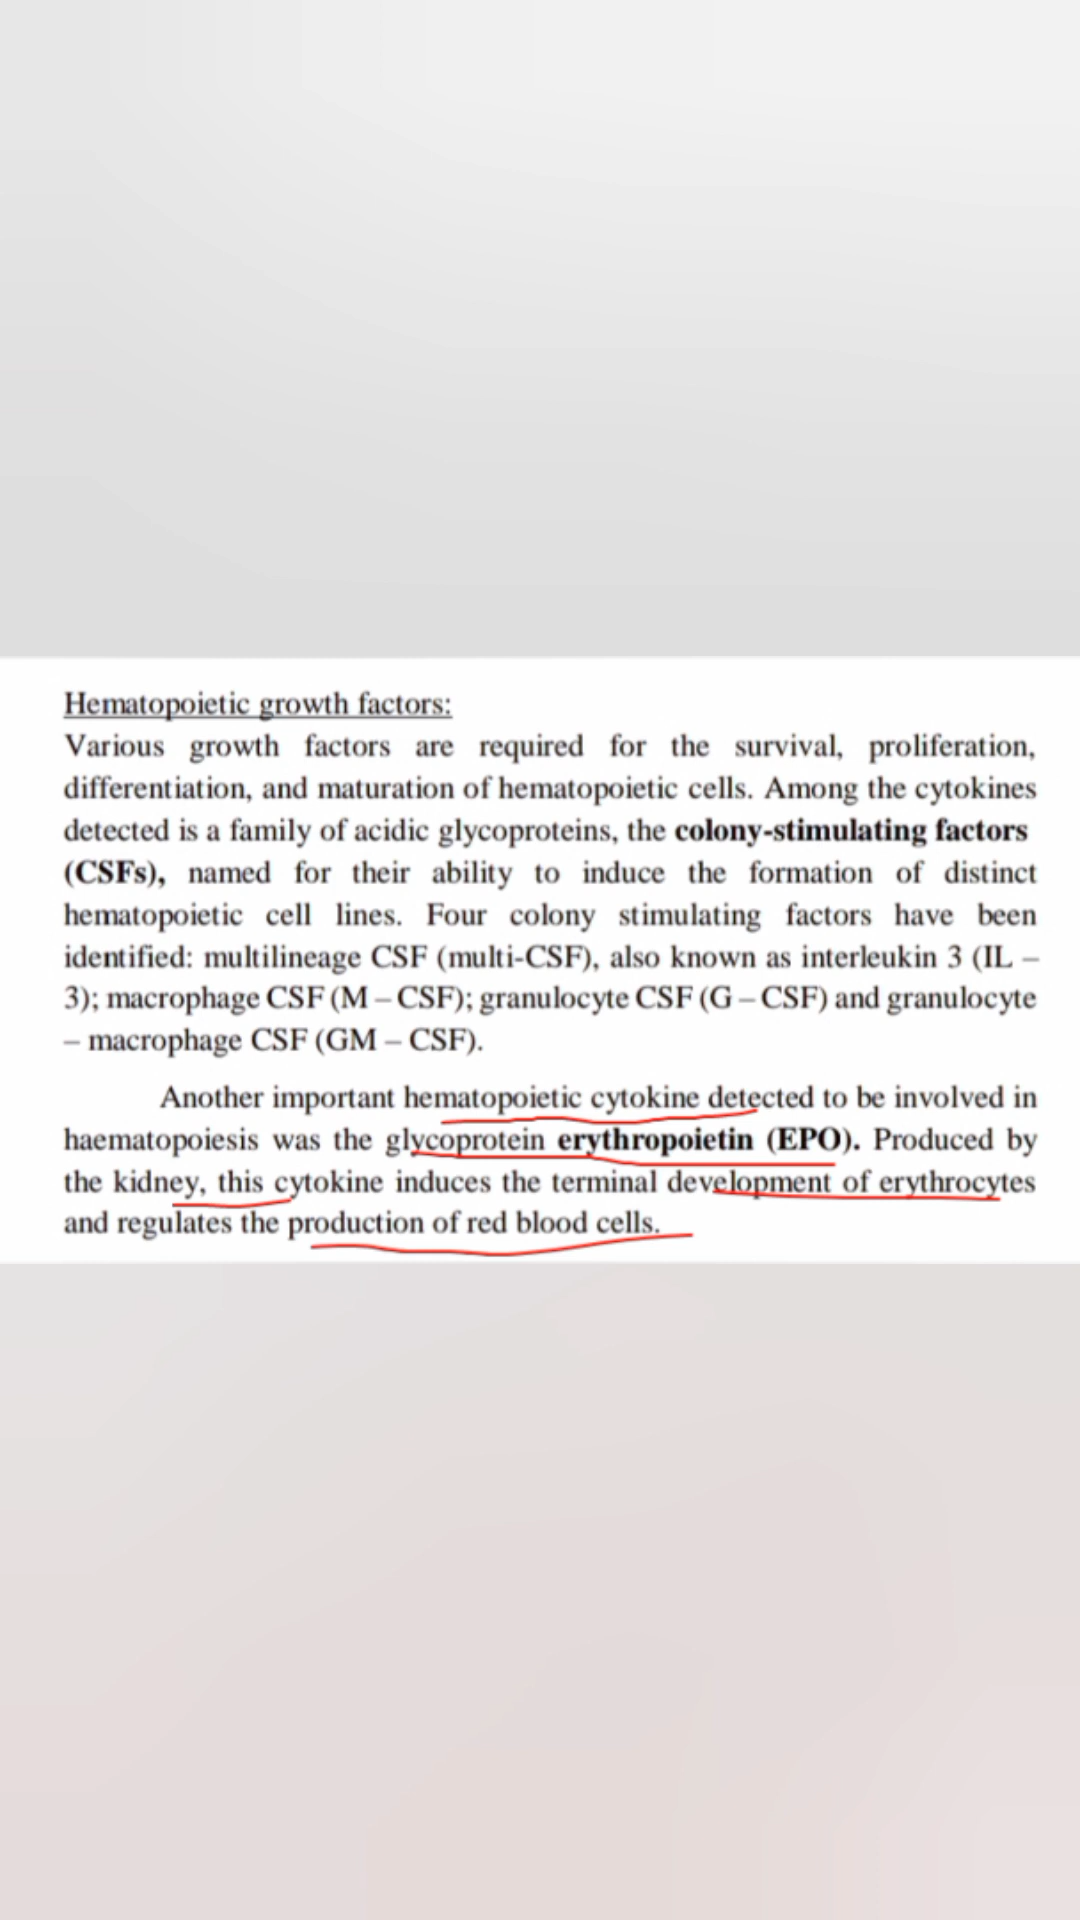 Hematopoietic growth factors:
Various growth factors are required for the survival, proliferation,
differentiation, and maturation of hematopoietic cells. Among the cytokines
detected is a family of acidic glycoproteins, the colony-stimulating factors
(CSFs), named for their ability to induce the formation of distinct
hematopoietic cell lines. Four colony stimulating factors have been
identified: multilineage CSF (multi-CSF), also known as interleukin 3 (IL –
3); macrophage CSF (M – CSF); granulocyte CSF (G – CSF) and granulocyte
– macrophage CSF (GM – CSF).
Another important hematopoietic cytokine detected to be involved in
haematopoiesis was the glycoprotein erythropoietin (EPO). Produced by
the kidney, this cytokine induces the terminal development of erythrocytes
and regulates the production of red blood cells.